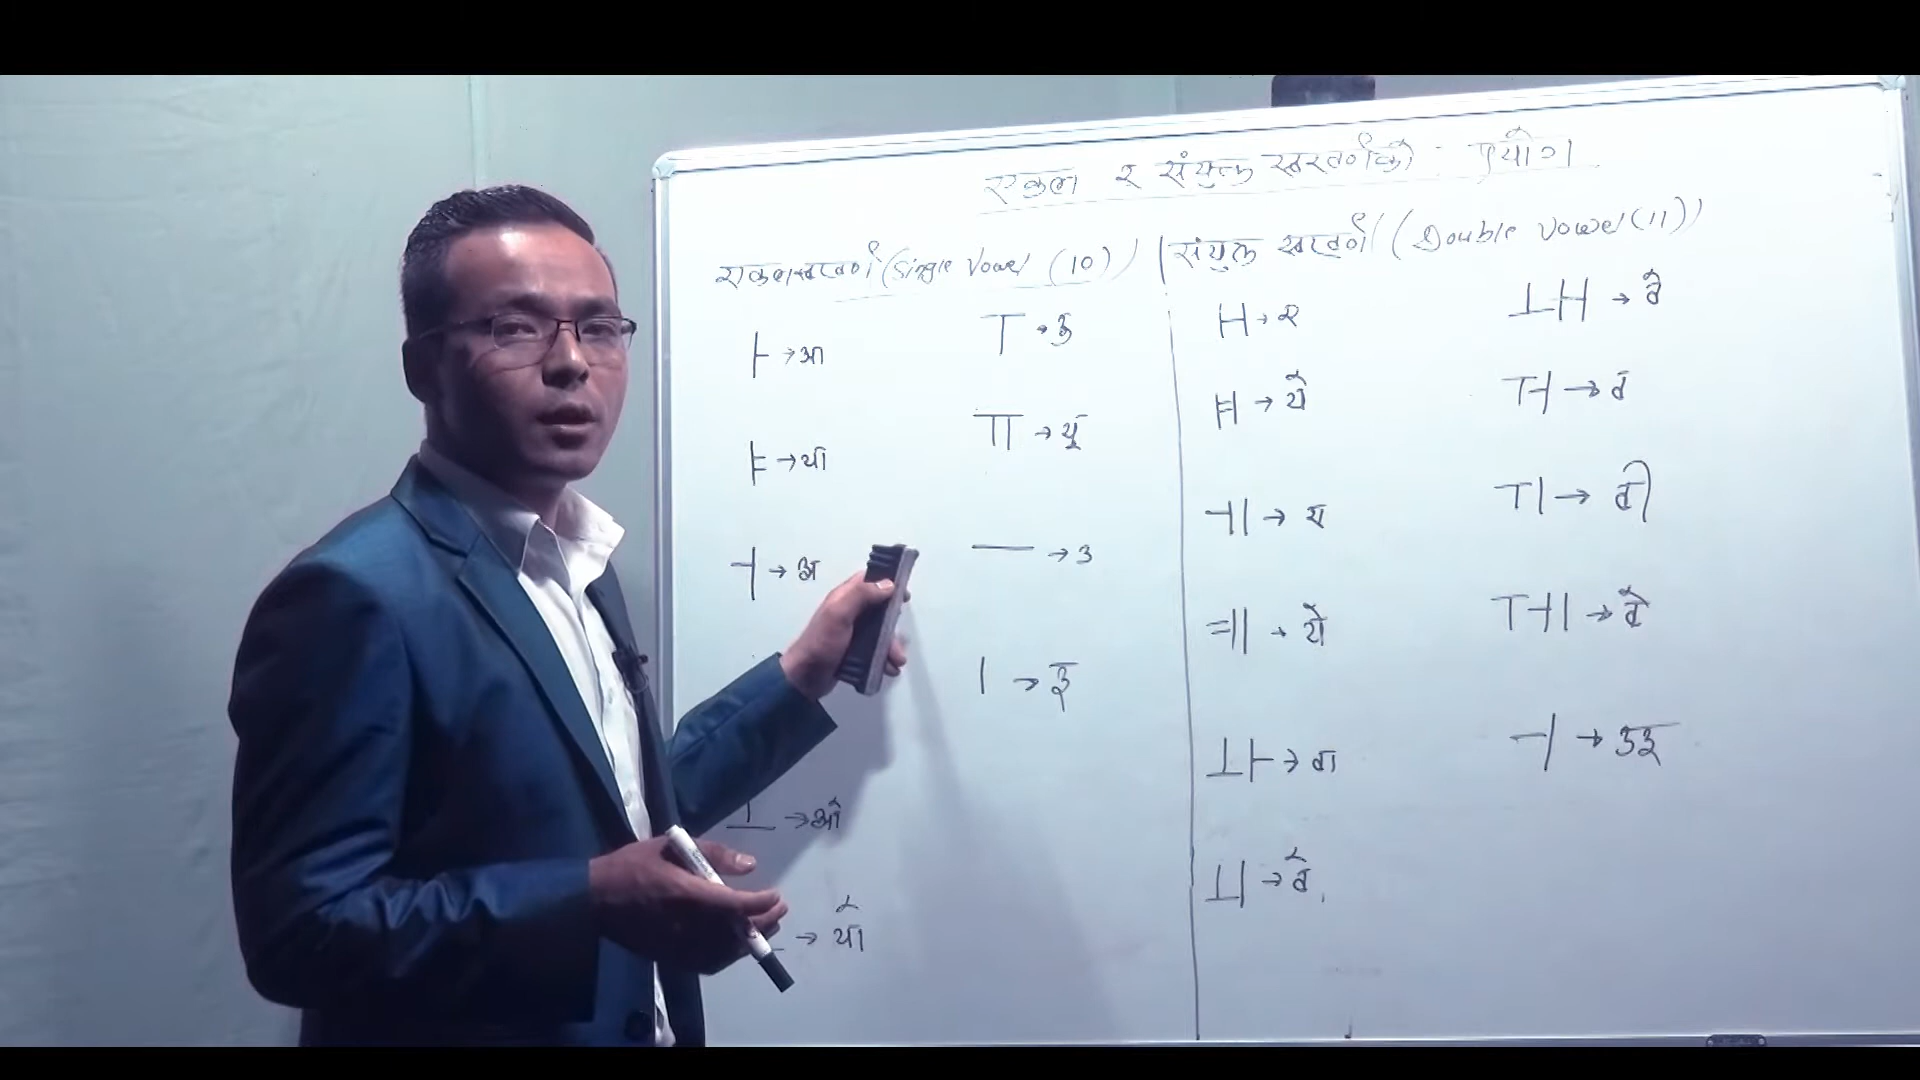 एकल र संयुक्त स्वरवर्णको : प्रयोग
एकल स्वरवर्ण (Single Vowel (10)) | संयुक्त स्वरवर्ण (Double Vowel (11))
ㅏ → आ
ㅑ → या
ㅓ → अ
ㅗ → ओ
→ यो
ㅜ → उ
ㅠ → यू
ㅡ → उ
ㅣ → इ
ㅐ → ए
ㅒ → ये
ㅔ → ए
ㅖ → ये
ㅘ → वा
ㅚ → वे
ㅙ → वे
ㅝ → व
ㅟ → वी
ㅞ → वे
ㅢ → उइ